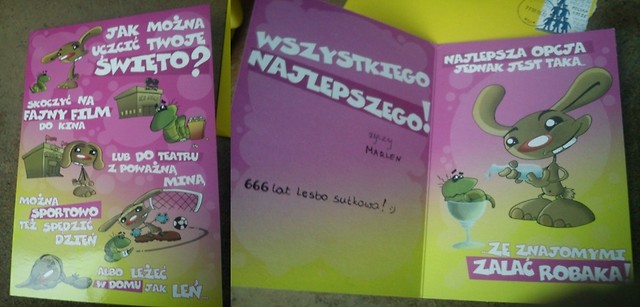 JAK MOŻNA
UCZCIĆ TWOJE
ŚWIĘTO?
SKOCZYĆ NA
FAJNY FILM
DO KINA
LUB DO TEATRU
Z POWAŻNĄ
MINĄ
MOŻNA
SPORTOWO
TEŻ SPĘDZIĆ
DZIEŃ
ALBO LEŻEĆ
W DOMU JAK LEŃ...
WSZYSTKIEGO
NAJLEPSZEGO!
życzy
MARLEN
666 lat lesbo sutkowa! ;)
NAJLEPSZA OPCJA
JEDNAK JEST TAKA...
ZE ZNAJOMYMI
ZALAĆ ROBAKA!